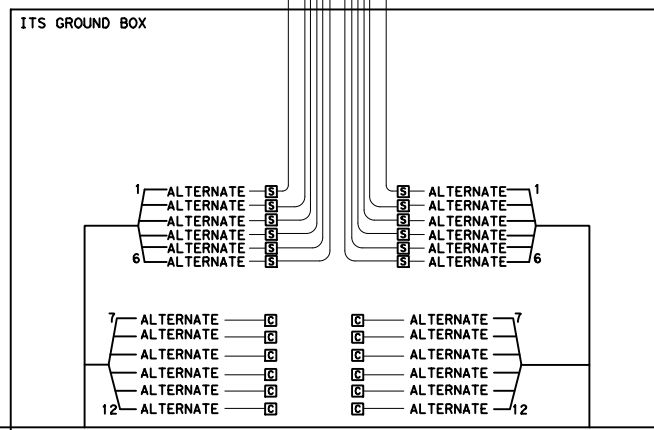 ITS GROUND BOX
1 ALTERNATE S S ALTERNATE 1
ALTERNATE S S ALTERNATE
ALTERNATE S S ALTERNATE
ALTERNATE S S ALTERNATE
ALTERNATE S S ALTERNATE
6 ALTERNATE S S ALTERNATE 6
7 ALTERNATE C C ALTERNATE 7
ALTERNATE C C ALTERNATE
ALTERNATE C C ALTERNATE
ALTERNATE C C ALTERNATE
ALTERNATE C C ALTERNATE
12 ALTERNATE C C ALTERNATE 12